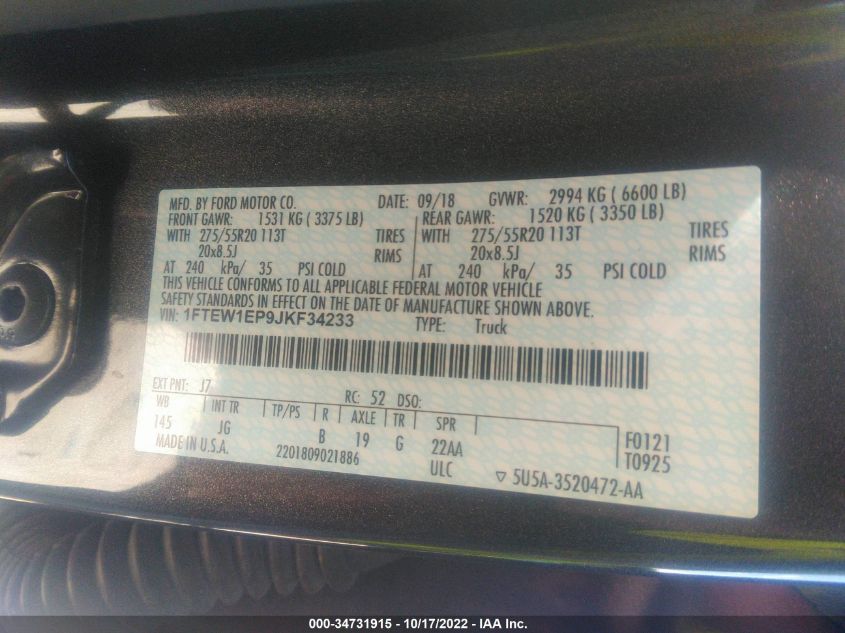 MFD. BY FORD MOTOR CO. DATE: 09/18 GVWR: 2994 KG ( 6600 LB)
FRONT GAWR: 1531 KG ( 3375 LB) REAR GAWR: 1520 KG ( 3350 LB)
WITH 275/55R20 113T TIRES WITH 275/55R20 113T TIRES
20x8.5J RIMS 20x8.5J RIMS
AT 240 kPa/ 35 PSI COLD AT 240 kPa/ 35 PSI COLD
THIS VEHICLE CONFORMS TO ALL APPLICABLE FEDERAL MOTOR VEHICLE
SAFETY STANDARDS IN EFFECT ON THE DATE OF MANUFACTURE SHOWN ABOVE.
VIN: 1FTEW1EP9JKF34233 TYPE: Truck
EXT PNT: J7 RC: 52 DSO:
WB INT TR TP/PS R AXLE TR SPR
145 JG B 19 G 22AA F0121
MADE IN U.S.A. 2201809021886 ULC T0925
5U5A-3520472-AA
000-34731915 - 10/17/2022 - IAA Inc.